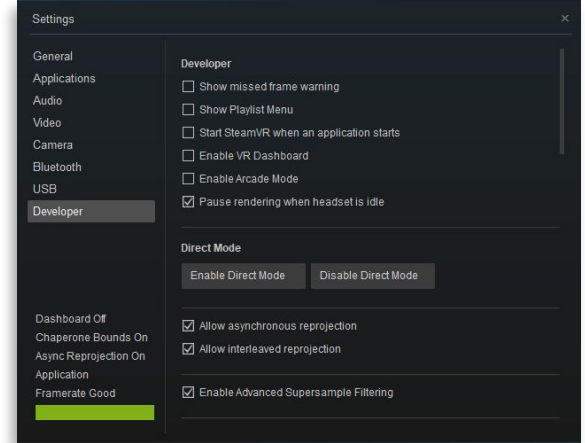 Settings
General
Applications
Audio
Video
Camera
Bluetooth
USB
Developer
Dashboard Off
Chaperone Bounds On
Async Reprojection On
Application
Framerate Good
Developer
Show missed frame warning
Show Playlist Menu
Start SteamVR when an application starts
Enable VR Dashboard
Enable Arcade Mode
Pause rendering when headset is idle
Direct Mode
Enable Direct Mode Disable Direct Mode
Allow asynchronous reprojection
Allow interleaved reprojection
Enable Advanced Supersample Filtering